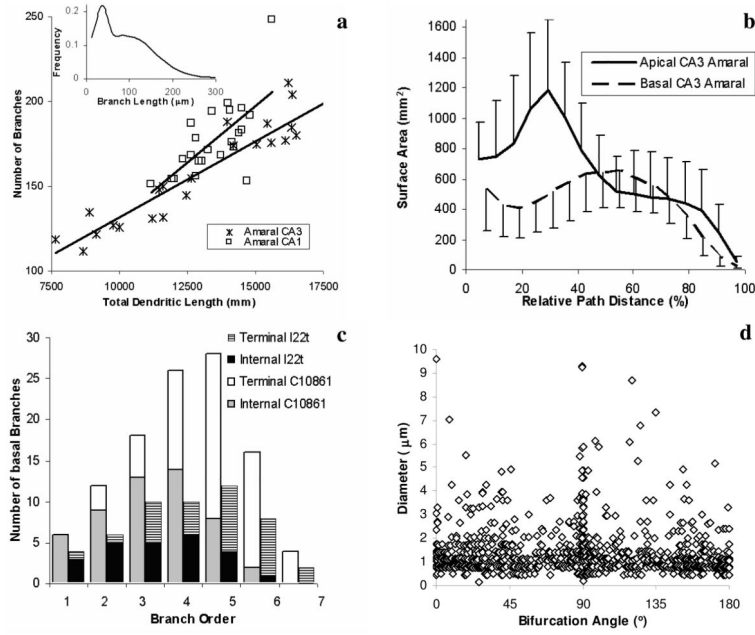 a
0.2
0.1
0
Frequency
0 100 200 300
Branch Length (μm)
250
200
150
100
Number of Branches
Amaral CA3
Amaral CA1
7500 10000 12500 15000 17500
Total Dendritic Length (mm)
b
1600
1400
1200
1000
800
600
400
200
0
Surface Area (mm²)
Apical CA3 Amaral
Basal CA3 Amaral
0 20 40 60 80 100
Relative Path Distance (%)
c
30
25
20
15
10
5
0
Number of basal Branches
Terminal l22t
Internal l22t
Terminal C10861
Internal C10861
1 2 3 4 5 6 7
Branch Order
d
10
9
8
7
6
5
4
3
2
1
0
Diameter (μm)
0 45 90 135 180
Bifurcation Angle (º)